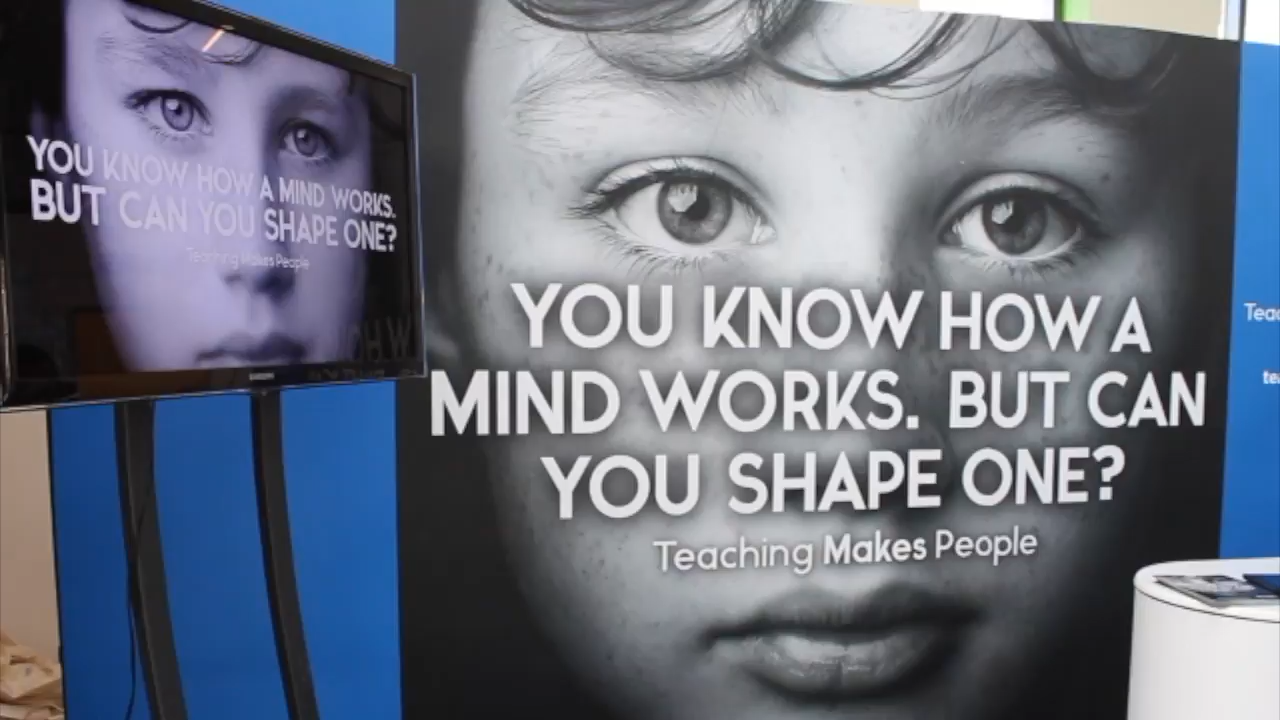 YOU KNOW HOW A MIND WORKS.
BUT CAN YOU SHAPE ONE?
Teaching Makes People
SAMSUNG
YOU KNOW HOW A
MIND WORKS. BUT CAN
YOU SHAPE ONE?
Teaching Makes People